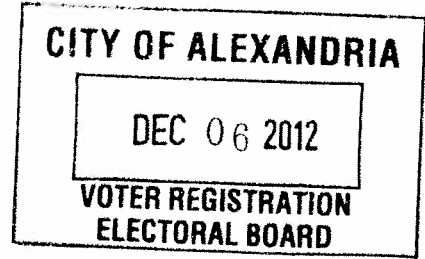 CITY OF ALEXANDRIA
DEC 06 2012
VOTER REGISTRATION
ELECTORAL BOARD